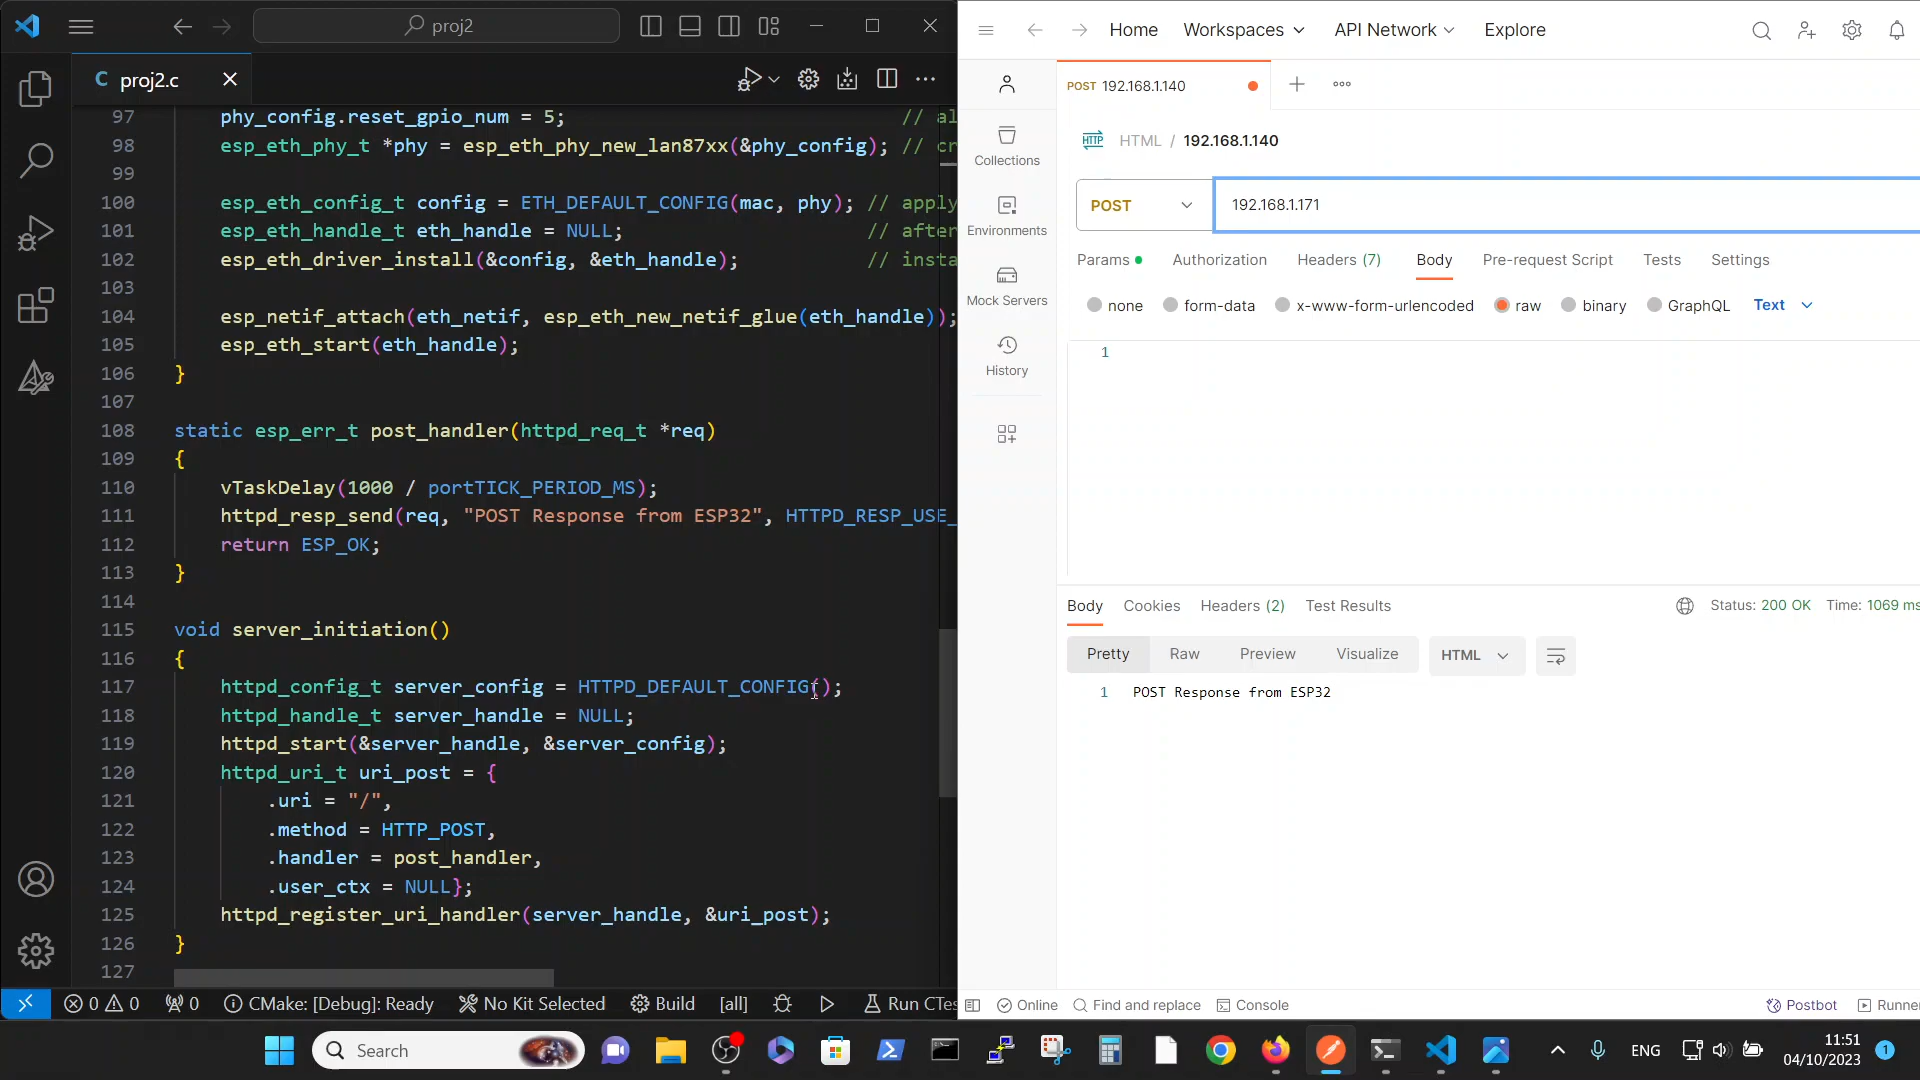 proj2
C proj2.c
97 phy_config.reset_gpio_num = 5; // al
98 esp_eth_phy_t *phy = esp_eth_phy_new_lan87xx(&phy_config); // cr
99
100 esp_eth_config_t config = ETH_DEFAULT_CONFIG(mac, phy); // apply
101 esp_eth_handle_t eth_handle = NULL; // after
102 esp_eth_driver_install(&config, &eth_handle); // insta
103
104 esp_netif_attach(eth_netif, esp_eth_new_netif_glue(eth_handle));
105 esp_eth_start(eth_handle);
106 }
107
108 static esp_err_t post_handler(httpd_req_t *req)
109 {
110 vTaskDelay(1000 / portTICK_PERIOD_MS);
111 httpd_resp_send(req, "POST Response from ESP32", HTTPD_RESP_USE_
112 return ESP_OK;
113 }
114
115 void server_initiation()
116 {
117 httpd_config_t server_config = HTTPD_DEFAULT_CONFIG();
118 httpd_handle_t server_handle = NULL;
119 httpd_start(&server_handle, &server_config);
120 httpd_uri_t uri_post = {
121 .uri = "/",
122 .method = HTTP_POST,
123 .handler = post_handler,
124 .user_ctx = NULL};
125 httpd_register_uri_handler(server_handle, &uri_post);
126 }
127
0 0 0 CMake: [Debug]: Ready No Kit Selected Build [all] Run CTes
Home Workspaces API Network Explore
POST 192.168.1.140
HTTP HTML / 192.168.1.140
Collections
Environments
Mock Servers
History
POST 192.168.1.171
Params Authorization Headers (7) Body Pre-request Script Tests Settings
none form-data x-www-form-urlencoded raw binary GraphQL Text
1
Body Cookies Headers (2) Test Results Status: 200 OK Time: 1069 ms
Pretty Raw Preview Visualize HTML
1 POST Response from ESP32
Online Find and replace Console Postbot Runner
Search ENG 11:51
04/10/2023 1